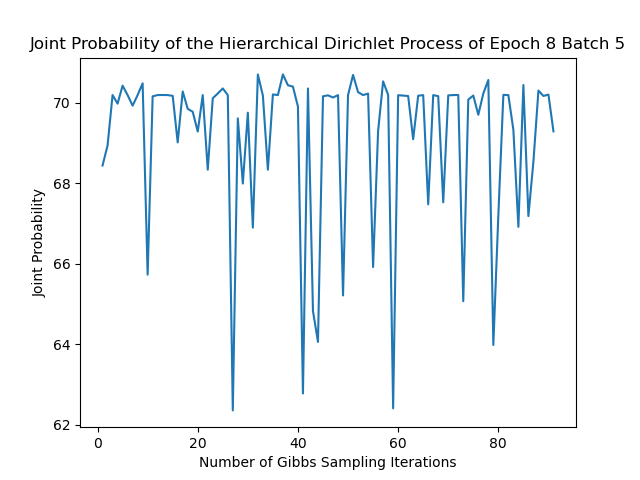 Joint Probability of the Hierarchical Dirichlet Process of Epoch 8 Batch 5
Joint Probability
70
68
66
64
62
0 20 40 60 80
Number of Gibbs Sampling Iterations